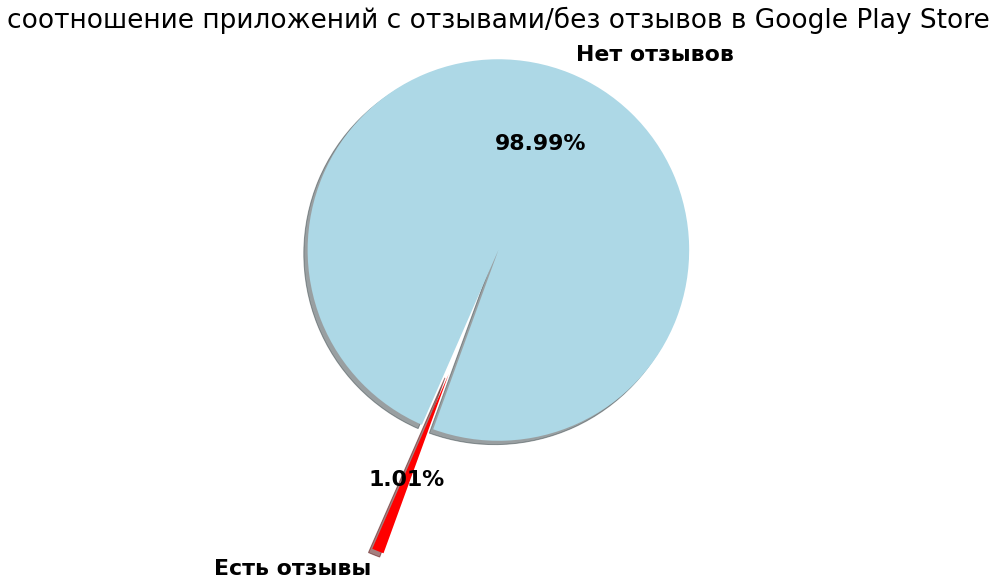 соотношение приложений с отзывами/без отзывов в Google Play Store
Нет отзывов
98.99%
1.01%
Есть отзывы